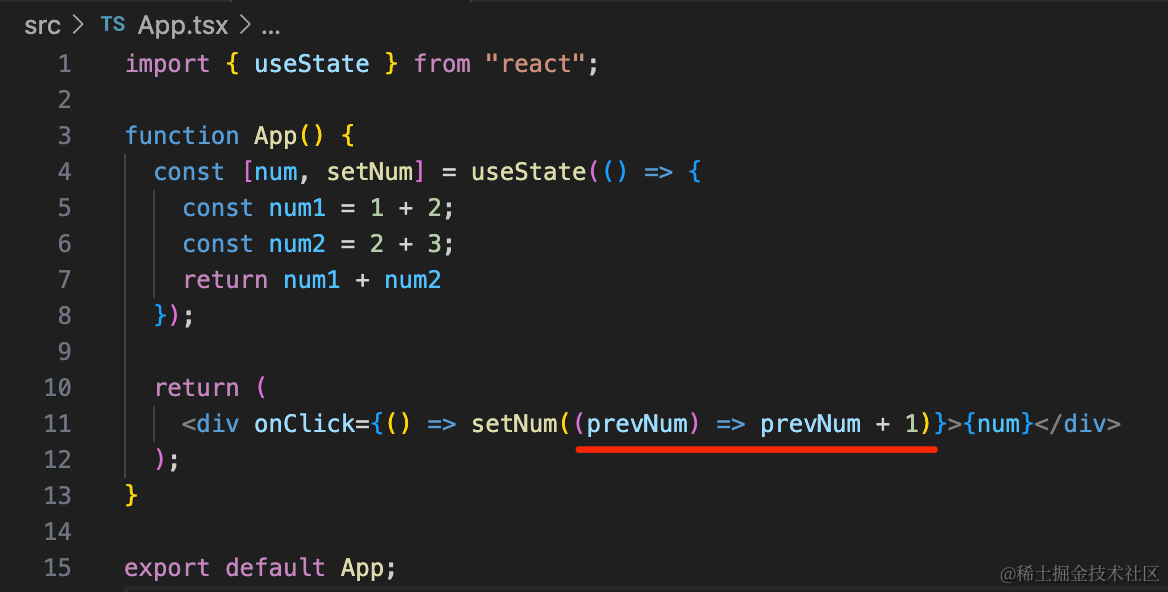 src > TS App.tsx > ...
1 import { useState } from "react";
2
3 function App() {
4   const [num, setNum] = useState(() => {
5     const num1 = 1 + 2;
6     const num2 = 2 + 3;
7     return num1 + num2
8   });
9
10   return (
11     <div onClick={() => setNum((prevNum) => prevNum + 1)}>{num}</div>
12   );
13 }
14
15 export default App;
@稀土掘金技术社区